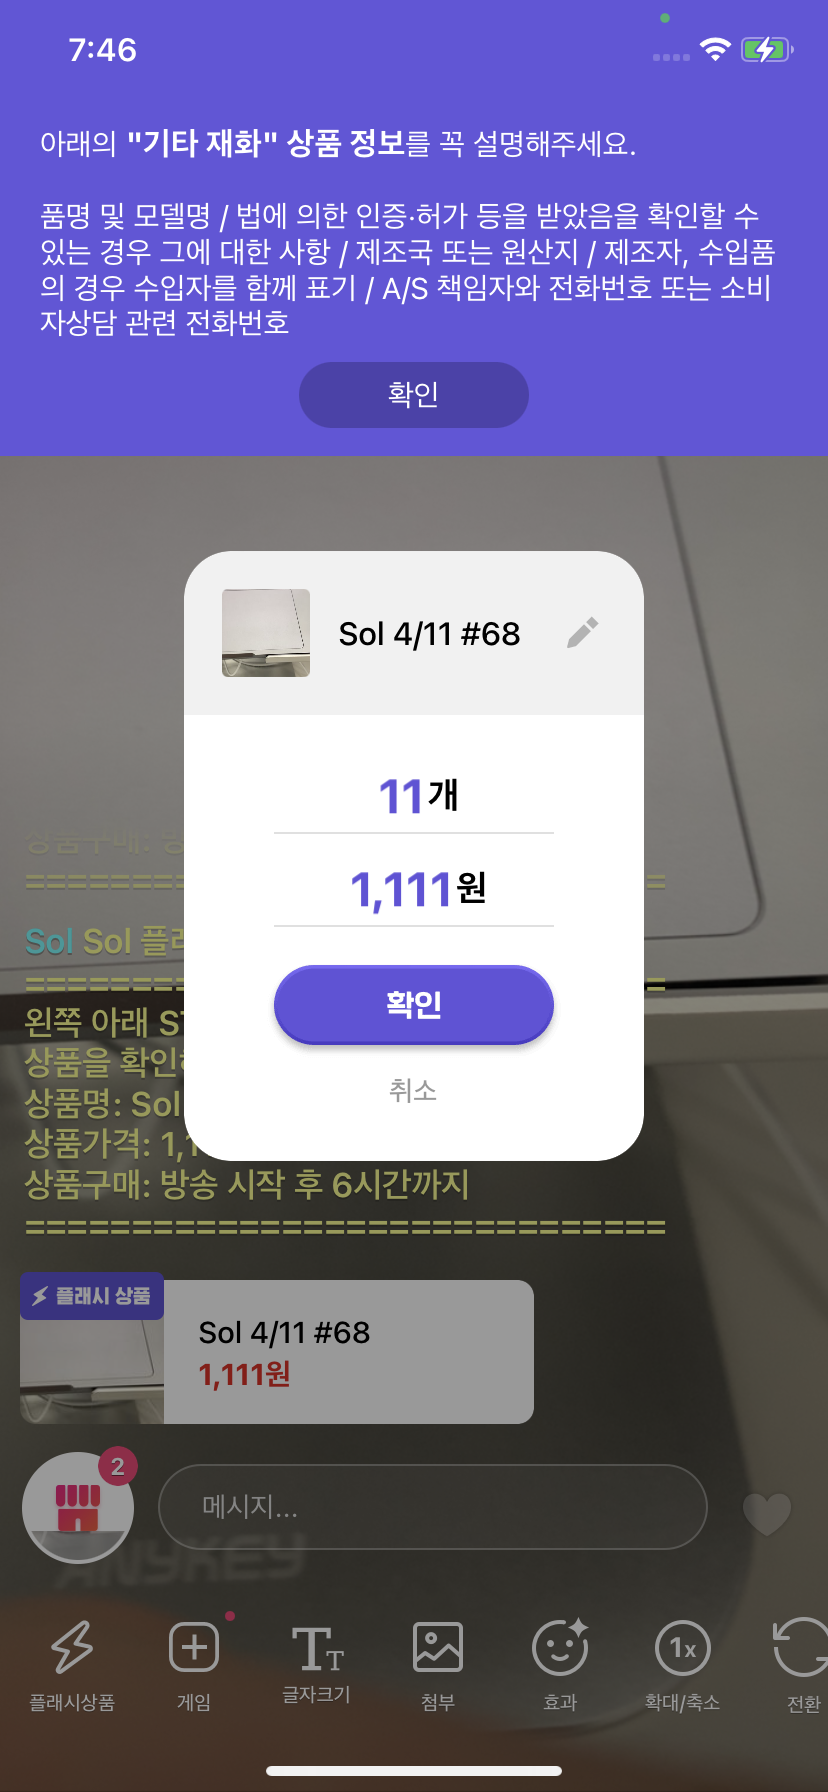 7:46
아래의 "기타 재화" 상품 정보를 꼭 설명해주세요.
품명 및 모델명 / 법에 의한 인증·허가 등을 받았음을 확인할 수
있는 경우 그에 대한 사항 / 제조국 또는 원산지 / 제조자, 수입품
의 경우 수입자를 함께 표기 / A/S 책임자와 전화번호 또는 소비
자상담 관련 전화번호
확인
Sol 4/11 #68
11개
1,111원
확인
취소
상품구매:
Sol Sol 플래
왼쪽 아래 ST
상품을 확인
상품명: Sol
상품가격: 1,1
상품구매: 방송 시작 후 6시간까지
==============================
플래시 상품
Sol 4/11 #68
1,111원
2
메시지...
ANYKEY
플래시상품
게임
글자크기
첨부
효과
1x
확대/축소
전환